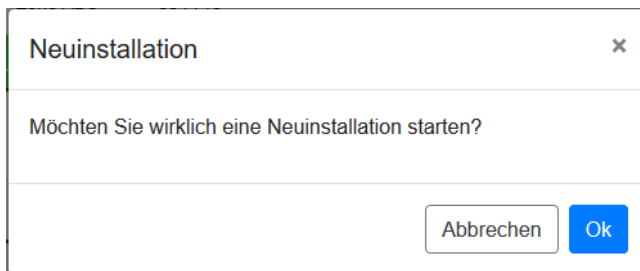 Neuinstallation
×
Möchten Sie wirklich eine Neuinstallation starten?
Abbrechen
Ok